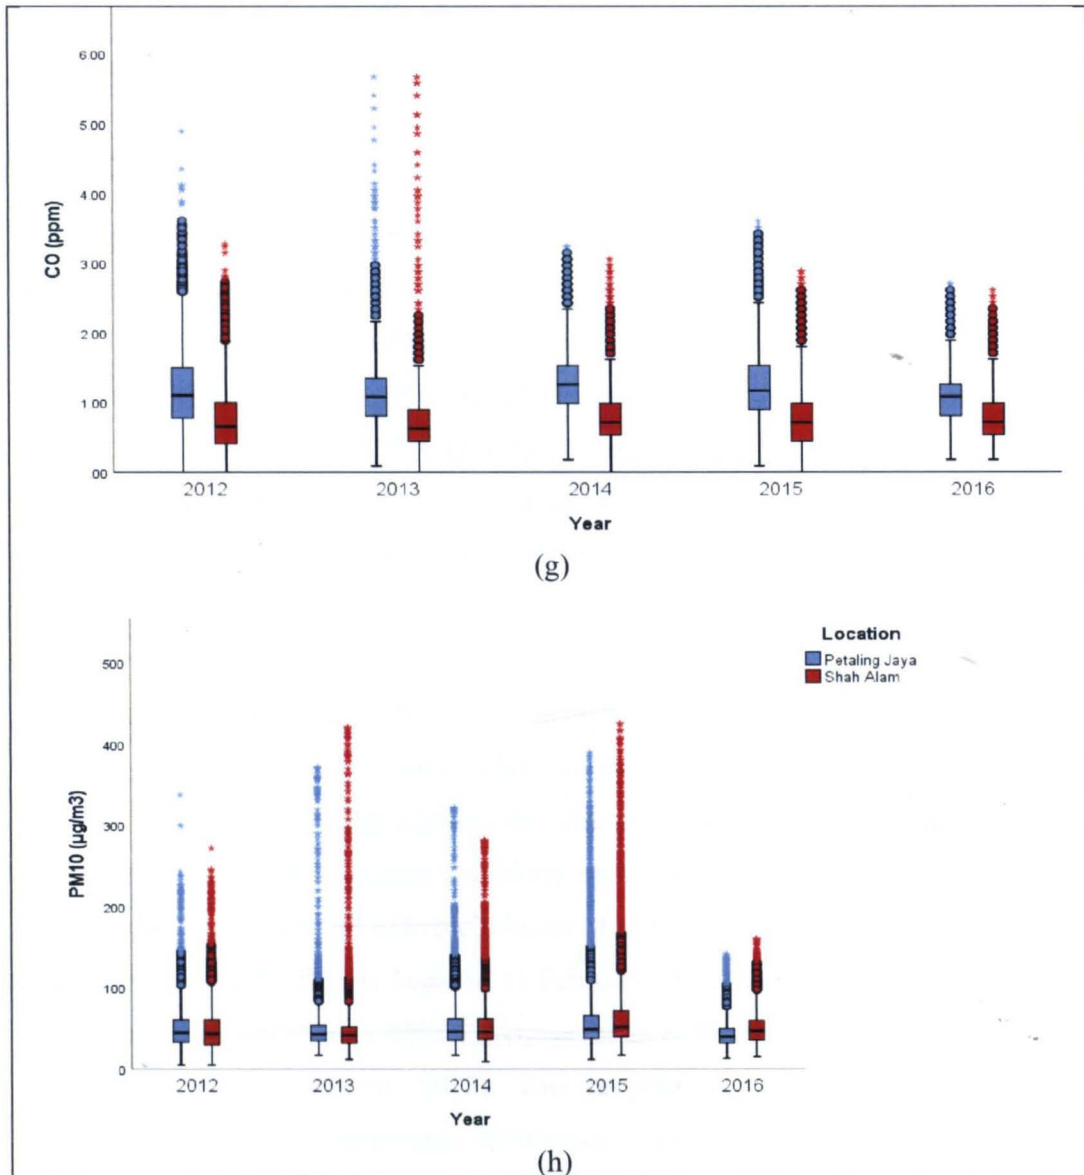 6 00
5 00
4 00
3 00
2 00
1 00
00
CO (ppm)
2012 2013 2014 2015 2016
Year
(g)
Location
Petaling Jaya
Shah Alam
500
400
300
200
100
0
PM10 (µg/m3)
2012 2013 2014 2015 2016
Year
(h)